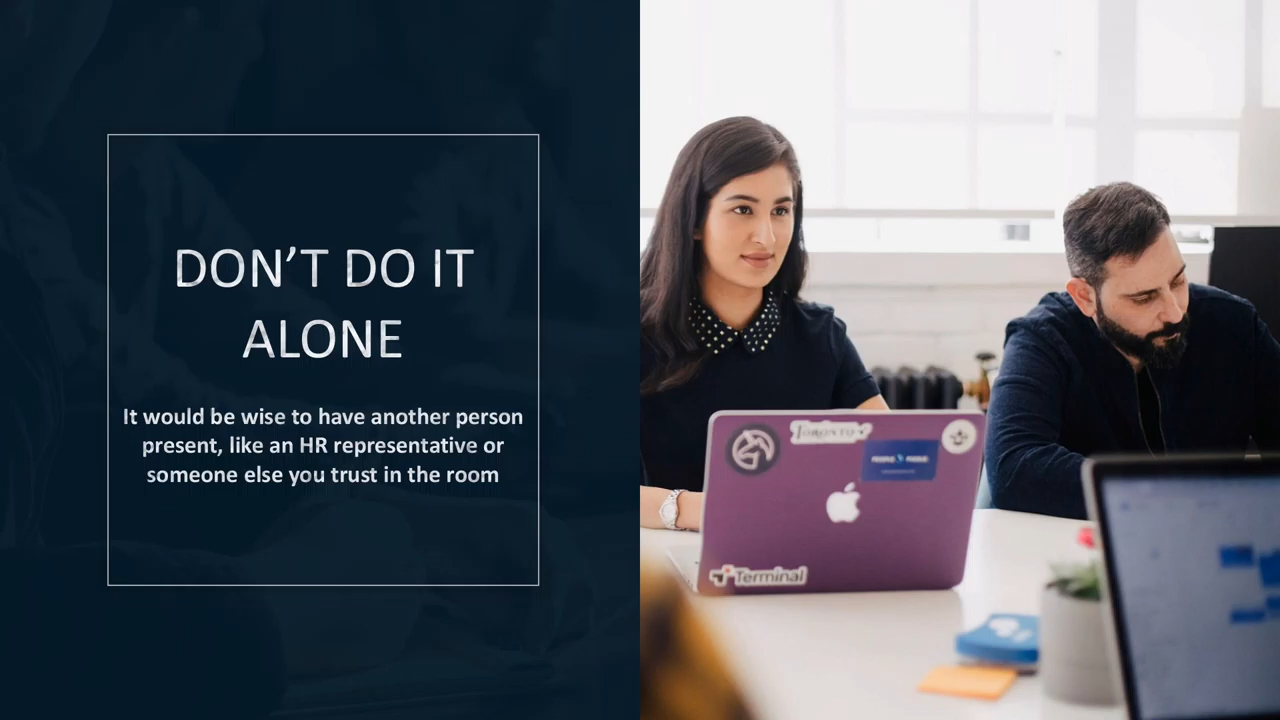 DON’T DO IT
ALONE
It would be wise to have another person
present, like an HR representative or
someone else you trust in the room
TORONTO
Terminal